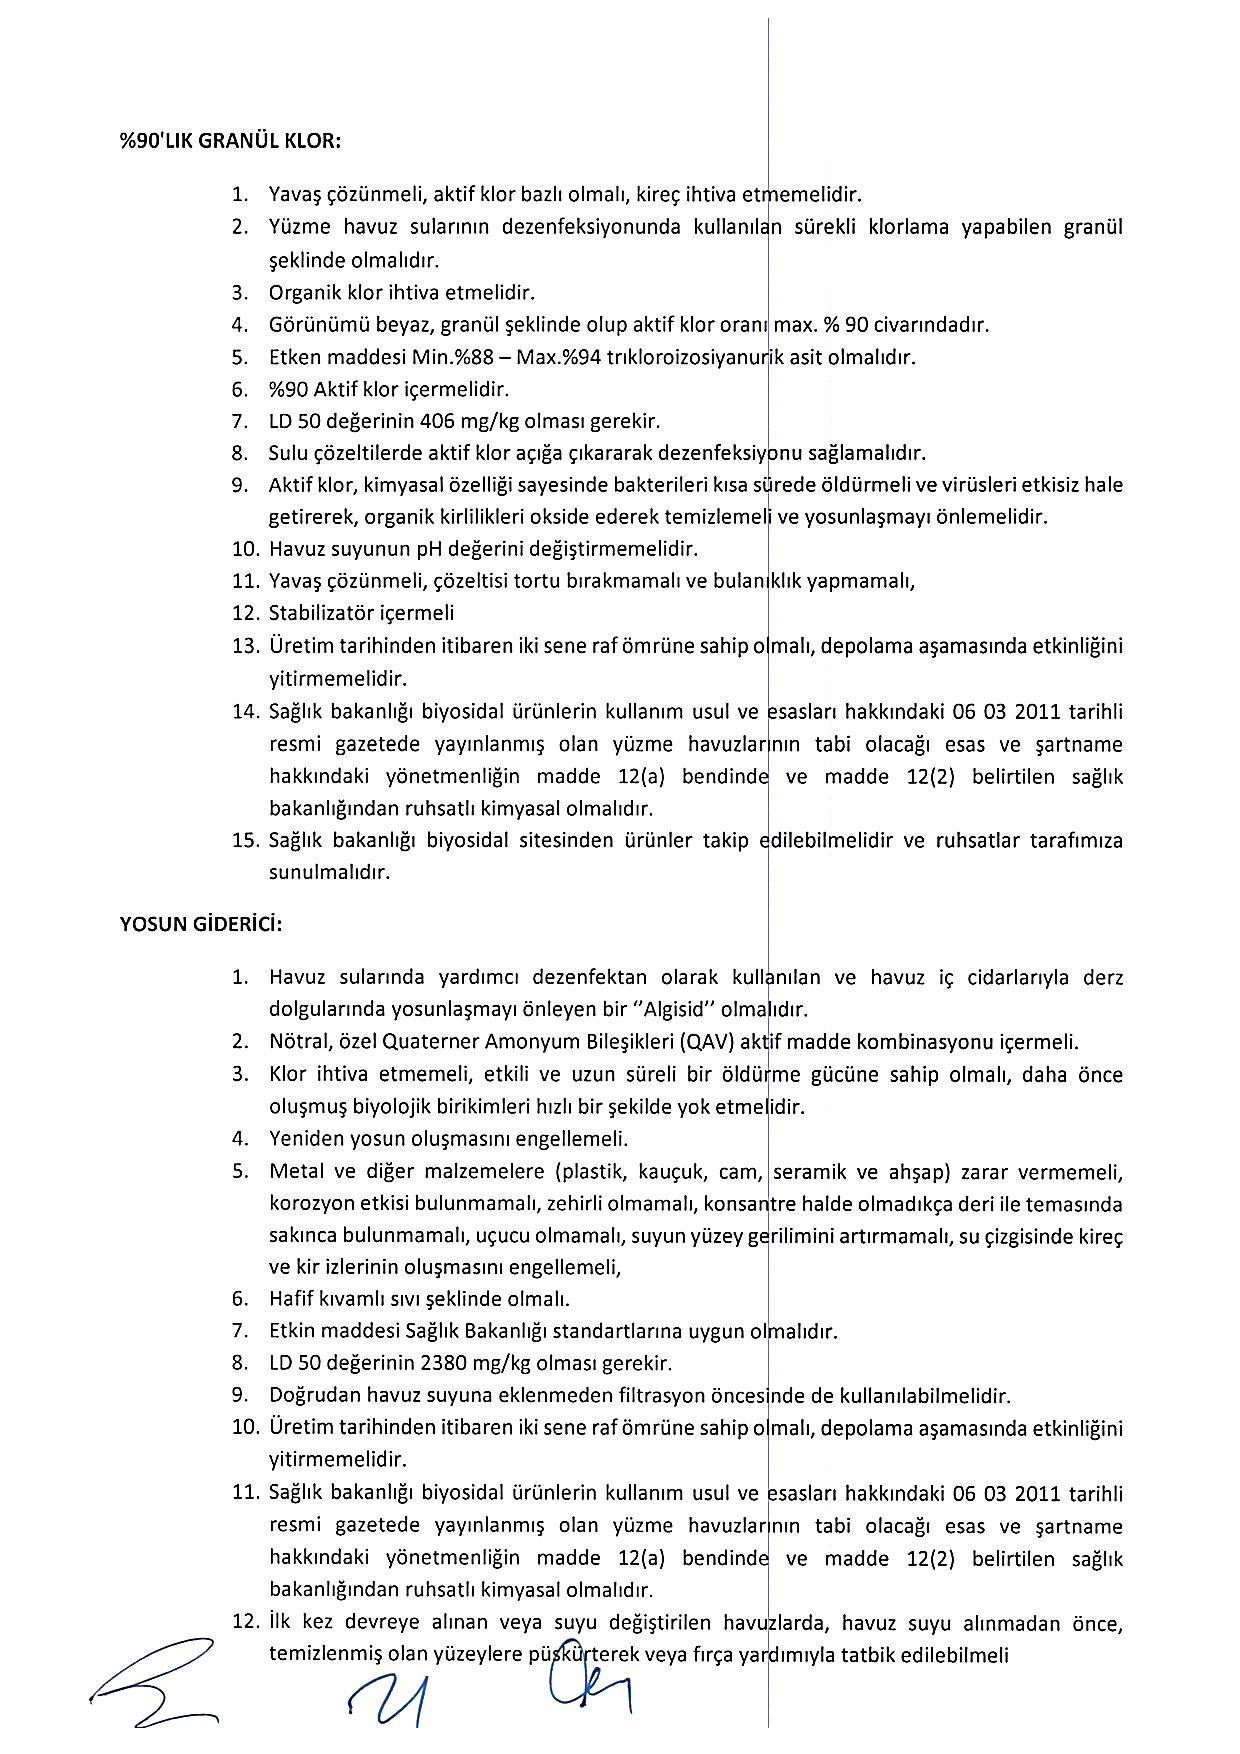 %90'LIK GRANÜL KLOR:
1. Yavaş çözünmeli, aktif klor bazlı olmalı, kireç ihtiva etmemelidir.
2. Yüzme havuz sularının dezenfeksiyonunda kullanılan sürekli klorlama yapabilen granül
şeklinde olmalıdır.
3. Organik klor ihtiva etmelidir.
4. Görünümü beyaz, granül şeklinde olup aktif klor oranı max. % 90 civarındadır.
5. Etken maddesi Min.%88 – Max.%94 trıkloroizosiyanurik asit olmalıdır.
6. %90 Aktif klor içermelidir.
7. LD 50 değerinin 406 mg/kg olması gerekir.
8. Sulu çözeltilerde aktif klor açığa çıkararak dezenfeksiyonu sağlamalıdır.
9. Aktif klor, kimyasal özelliği sayesinde bakterileri kısa sürede öldürmeli ve virüsleri etkisiz hale
getirerek, organik kirlilikleri okside ederek temizlemeli ve yosunlaşmayı önlemelidir.
10. Havuz suyunun pH değerini değiştirmemelidir.
11. Yavaş çözünmeli, çözeltisi tortu bırakmamalı ve bulanıklık yapmamalı,
12. Stabilizatör içermeli
13. Üretim tarihinden itibaren iki sene raf ömrüne sahip olmalı, depolama aşamasında etkinliğini
yitirmemelidir.
14. Sağlık bakanlığı biyosidal ürünlerin kullanım usul ve esasları hakkındaki 06 03 2011 tarihli
resmi gazetede yayınlanmış olan yüzme havuzlarının tabi olacağı esas ve şartname
hakkındaki yönetmenliğin madde 12(a) bendinde ve madde 12(2) belirtilen sağlık
bakanlığından ruhsatlı kimyasal olmalıdır.
15. Sağlık bakanlığı biyosidal sitesinden ürünler takip edilebilmelidir ve ruhsatlar tarafımıza
sunulmalıdır.
YOSUN GİDERİCİ:
1. Havuz sularında yardımcı dezenfektan olarak kullanılan ve havuz iç cidarlarıyla derz
dolgularında yosunlaşmayı önleyen bir ‘’Algisid’’ olmalıdır.
2. Nötral, özel Quaterner Amonyum Bileşikleri (QAV) aktif madde kombinasyonu içermeli.
3. Klor ihtiva etmemeli, etkili ve uzun süreli bir öldürme gücüne sahip olmalı, daha önce
oluşmuş biyolojik birikimleri hızlı bir şekilde yok etmelidir.
4. Yeniden yosun oluşmasını engellemeli.
5. Metal ve diğer malzemelere (plastik, kauçuk, cam, seramik ve ahşap) zarar vermemeli,
korozyon etkisi bulunmamalı, zehirli olmamalı, konsantre halde olmadıkça deri ile temasında
sakınca bulunmamalı, uçucu olmamalı, suyun yüzey gerilimini artırmamalı, su çizgisinde kireç
ve kir izlerinin oluşmasını engellemeli,
6. Hafif kıvamlı sıvı şeklinde olmalı.
7. Etkin maddesi Sağlık Bakanlığı standartlarına uygun olmalıdır.
8. LD 50 değerinin 2380 mg/kg olması gerekir.
9. Doğrudan havuz suyuna eklenmeden filtrasyon öncesinde de kullanılabilmelidir.
10. Üretim tarihinden itibaren iki sene raf ömrüne sahip olmalı, depolama aşamasında etkinliğini
yitirmemelidir.
11. Sağlık bakanlığı biyosidal ürünlerin kullanım usul ve esasları hakkındaki 06 03 2011 tarihli
resmi gazetede yayınlanmış olan yüzme havuzlarının tabi olacağı esas ve şartname
hakkındaki yönetmenliğin madde 12(a) bendinde ve madde 12(2) belirtilen sağlık
bakanlığından ruhsatlı kimyasal olmalıdır.
12. İlk kez devreye alınan veya suyu değiştirilen havuzlarda, havuz suyu alınmadan önce,
temizlenmiş olan yüzeylere püskürterek veya fırça yardımıyla tatbik edilebilmeli